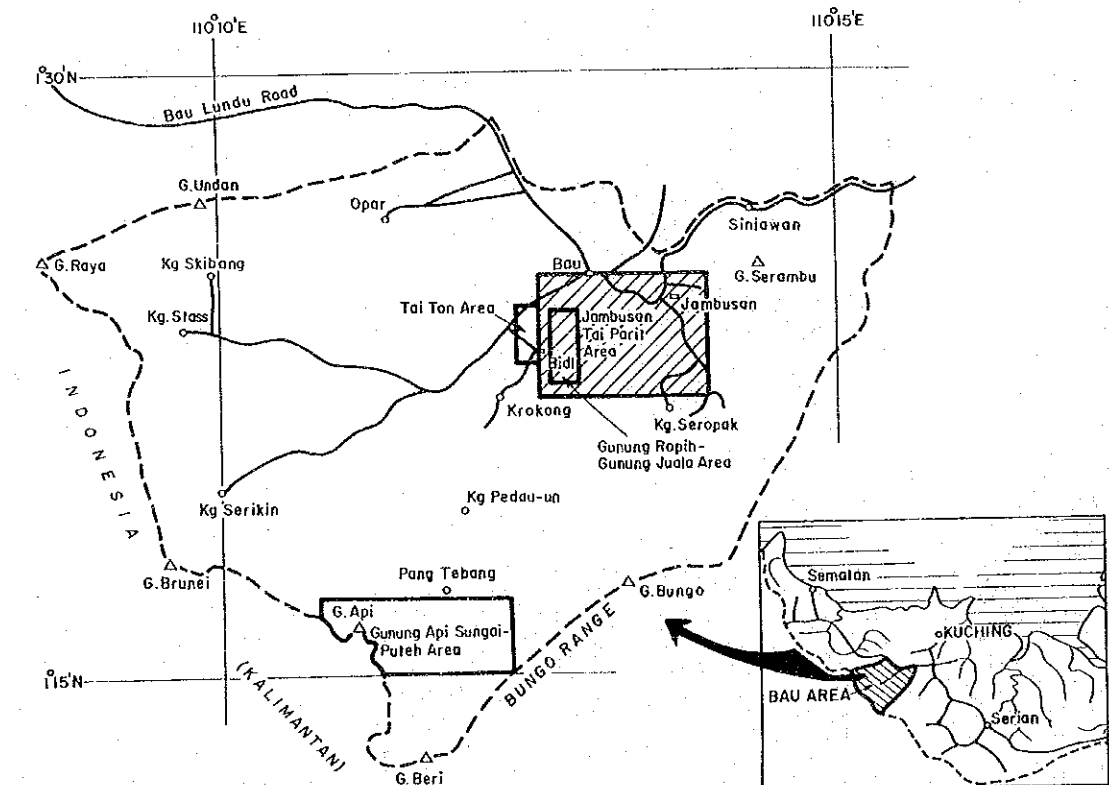 110°10'E
110°15'E
1°30'N
Bau Lundu Road
G.Undan
Opar
Siniawan
G.Raya
Kg Skibang
Bau
G.Serambu
Tai Ton Area
Jambusan
Kg.Stass
Jambusan
Tai Parit
Area
Bidi
INDONESIA
Krokong
Kg.Seropak
Gunung Ropih-
Gunung Juala Area
Kg Serikin
Kg Pedau-un
G.Brunei
Pang Tebang
G.Bungo
G.Api
Gunung Api Sungai-
Puteh Area
1°15'N
(KALIMANTAN)
BUNGO RANGE
G.Beri
Sematan
KUCHING
BAU AREA
Serian